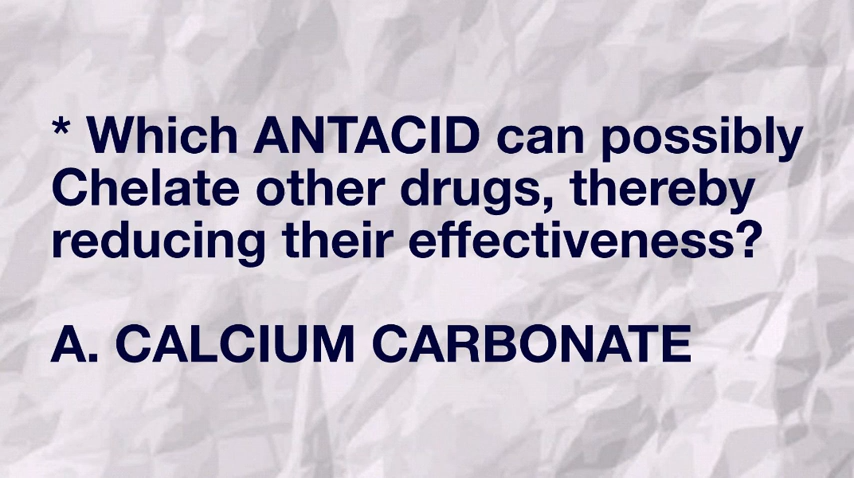 * Which ANTACID can possibly
Chelate other drugs, thereby
reducing their effectiveness?
A. CALCIUM CARBONATE